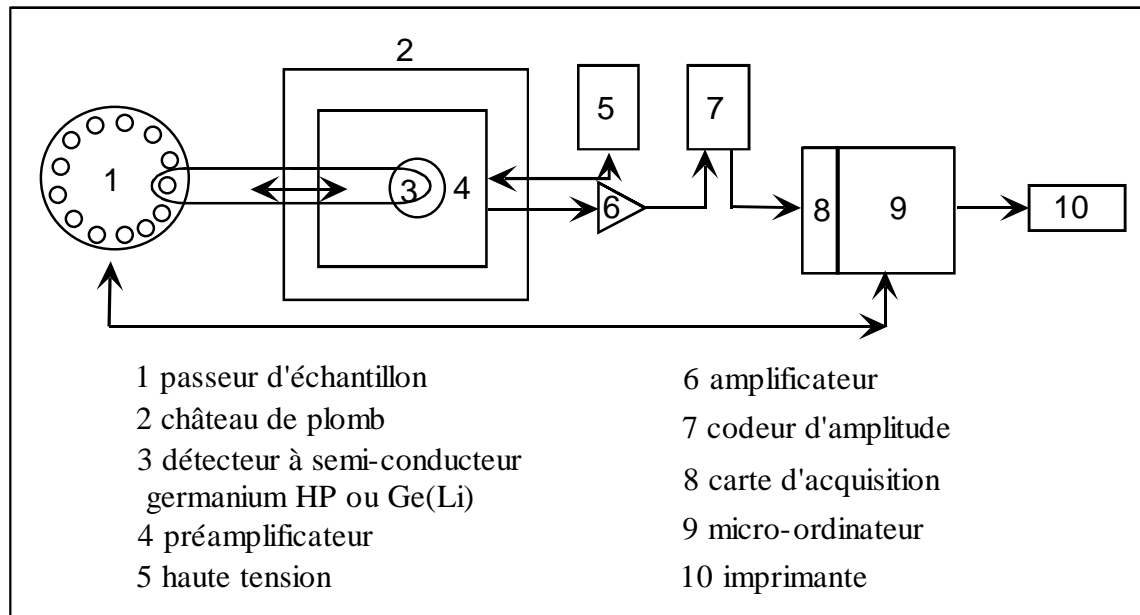 2
5
7
1
3
4
6
8
9
10
1 passeur d'échantillon
2 château de plomb
3 détecteur à semi-conducteur
germanium HP ou Ge(Li)
4 préamplificateur
5 haute tension
6 amplificateur
7 codeur d'amplitude
8 carte d'acquisition
9 micro-ordinateur
10 imprimante